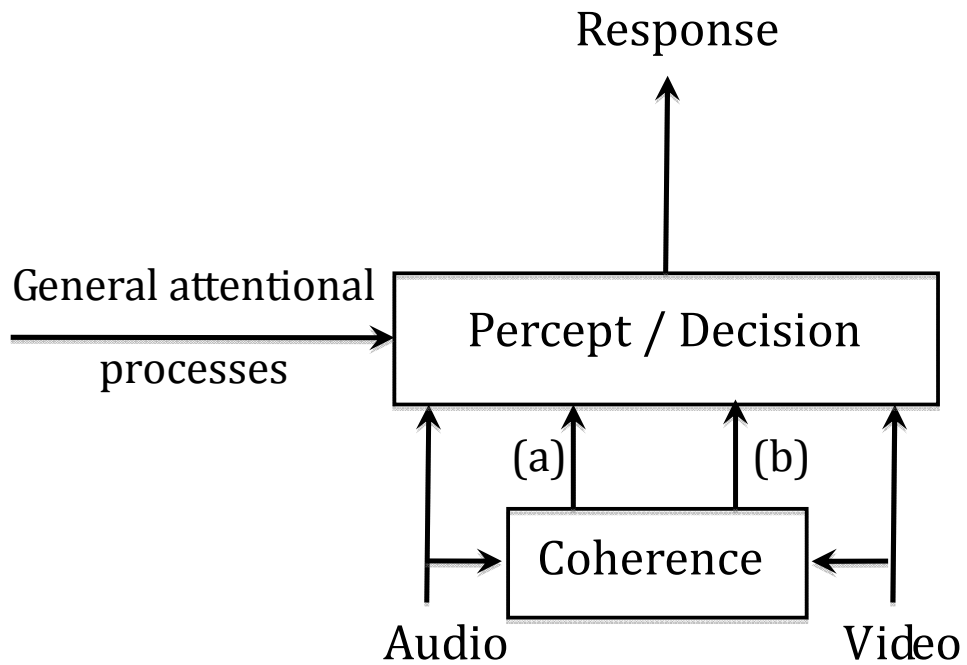 Response
General attentional
processes
Percept / Decision
(a)
(b)
Coherence
Audio
Video